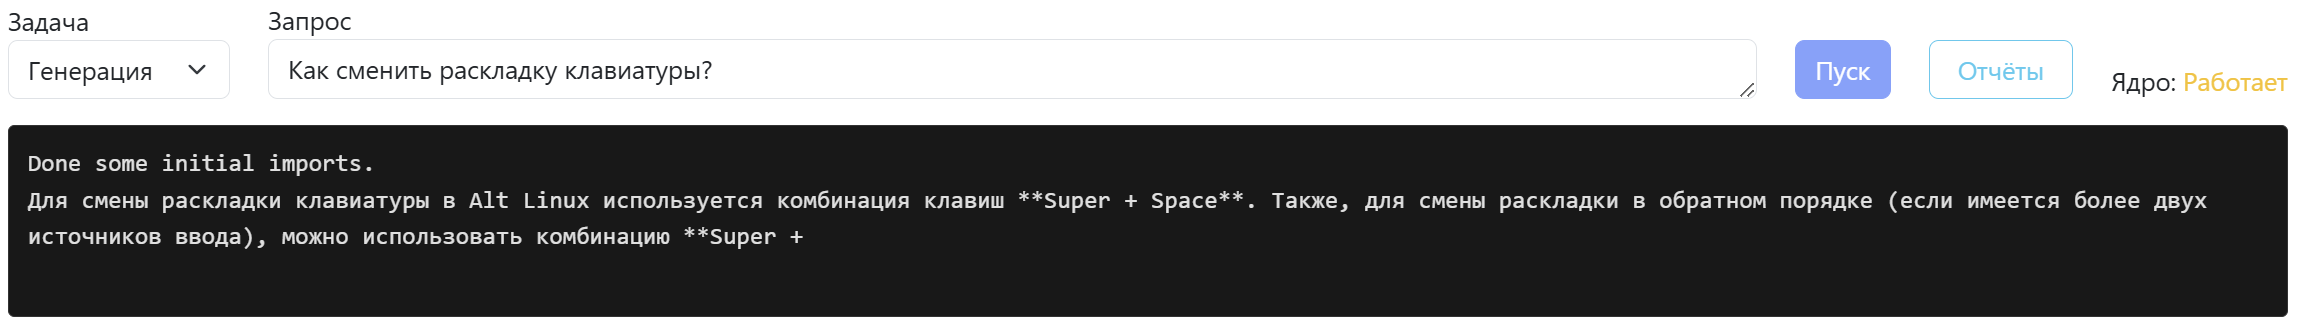 Задача
Запрос
Генерация
Как сменить раскладку клавиатуры?
Пуск
Отчёты
Ядро: Работает
Done some initial imports.
Для смены раскладки клавиатуры в Alt Linux используется комбинация клавиш **Super + Space**. Также, для смены раскладки в обратном порядке (если имеется более двух
источников ввода), можно использовать комбинацию **Super +